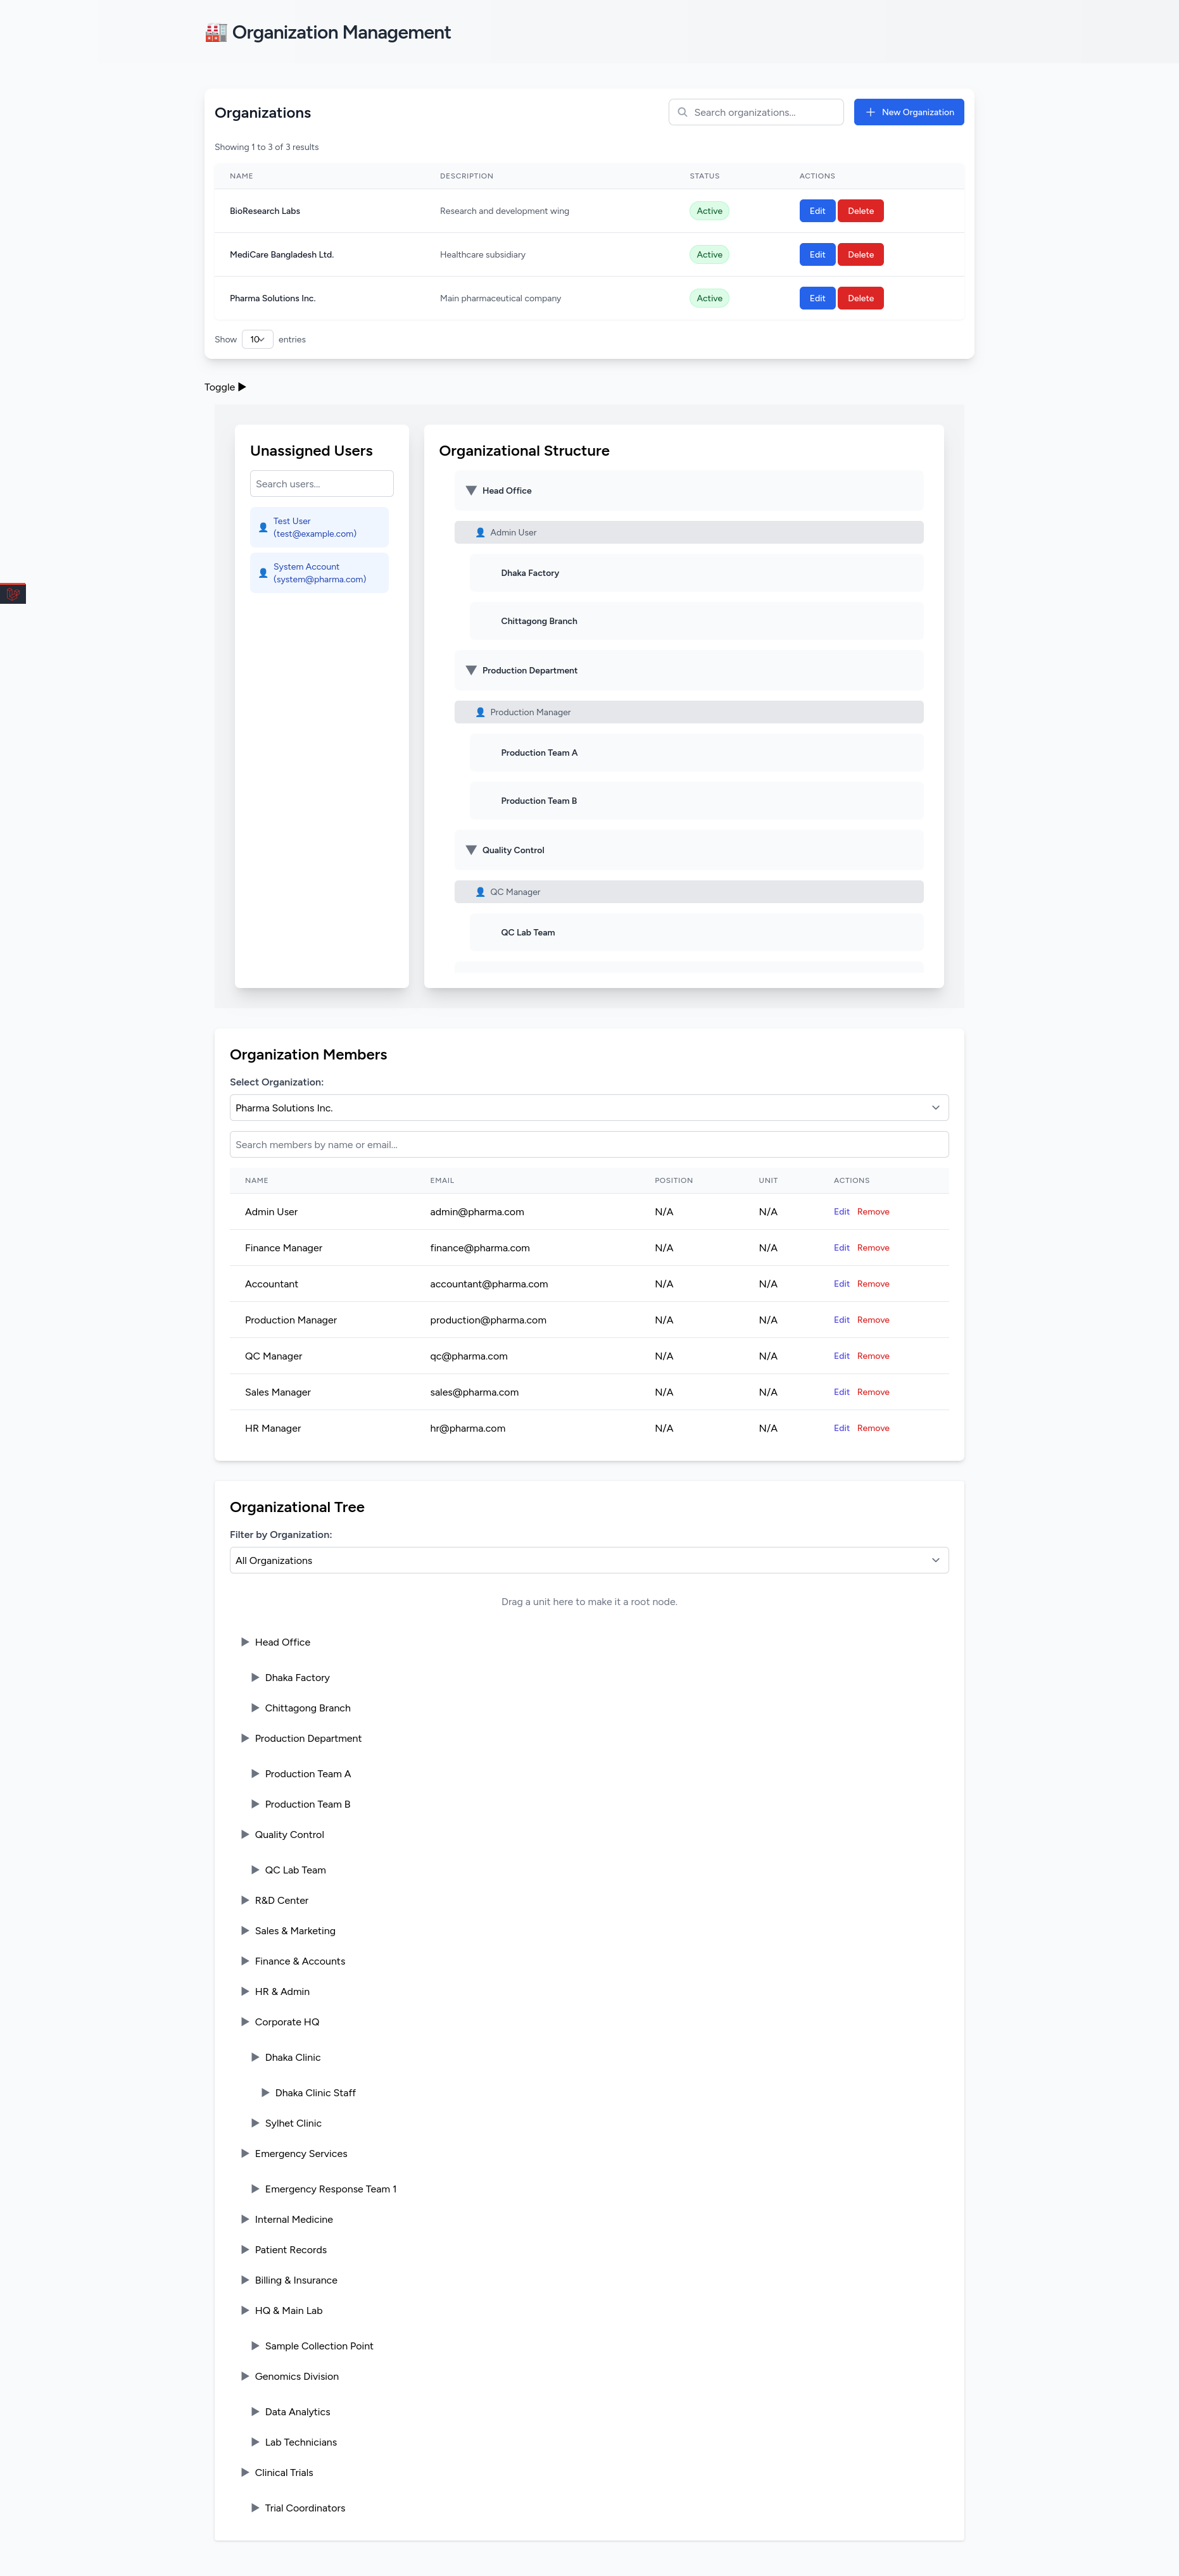 Organization Management
Organizations
Search organizations...
New Organization
Showing 1 to 3 of 3 results
NAME DESCRIPTION STATUS ACTIONS
BioResearch Labs Research and development wing Active Edit Delete
MediCare Bangladesh Ltd. Healthcare subsidiary Active Edit Delete
Pharma Solutions Inc. Main pharmaceutical company Active Edit Delete
Show 10 entries
Toggle ▶
Unassigned Users
Search users...
Test User
(test@example.com)
System Account
(system@pharma.com)
Organizational Structure
Head Office
Admin User
Dhaka Factory
Chittagong Branch
Production Department
Production Manager
Production Team A
Production Team B
Quality Control
QC Manager
QC Lab Team
Organization Members
Select Organization:
Pharma Solutions Inc.
Search members by name or email...
NAME EMAIL POSITION UNIT ACTIONS
Admin User admin@pharma.com N/A N/A Edit Remove
Finance Manager finance@pharma.com N/A N/A Edit Remove
Accountant accountant@pharma.com N/A N/A Edit Remove
Production Manager production@pharma.com N/A N/A Edit Remove
QC Manager qc@pharma.com N/A N/A Edit Remove
Sales Manager sales@pharma.com N/A N/A Edit Remove
HR Manager hr@pharma.com N/A N/A Edit Remove
Organizational Tree
Filter by Organization:
All Organizations
Drag a unit here to make it a root node.
▶ Head Office
▶ Dhaka Factory
▶ Chittagong Branch
▶ Production Department
▶ Production Team A
▶ Production Team B
▶ Quality Control
▶ QC Lab Team
▶ R&D Center
▶ Sales & Marketing
▶ Finance & Accounts
▶ HR & Admin
▶ Corporate HQ
▶ Dhaka Clinic
▶ Dhaka Clinic Staff
▶ Sylhet Clinic
▶ Emergency Services
▶ Emergency Response Team 1
▶ Internal Medicine
▶ Patient Records
▶ Billing & Insurance
▶ HQ & Main Lab
▶ Sample Collection Point
▶ Genomics Division
▶ Data Analytics
▶ Lab Technicians
▶ Clinical Trials
▶ Trial Coordinators